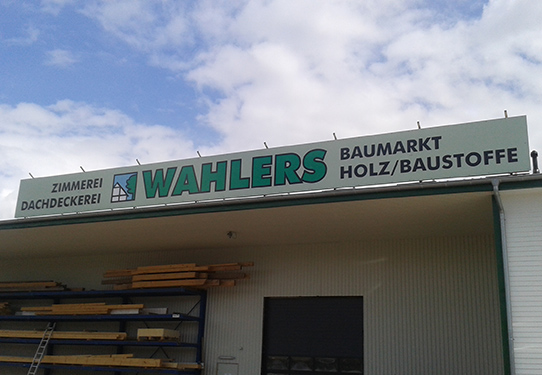 ZIMMEREI
DACHDECKEREI
WAHLERS
BAUMARKT
HOLZ/BAUSTOFFE